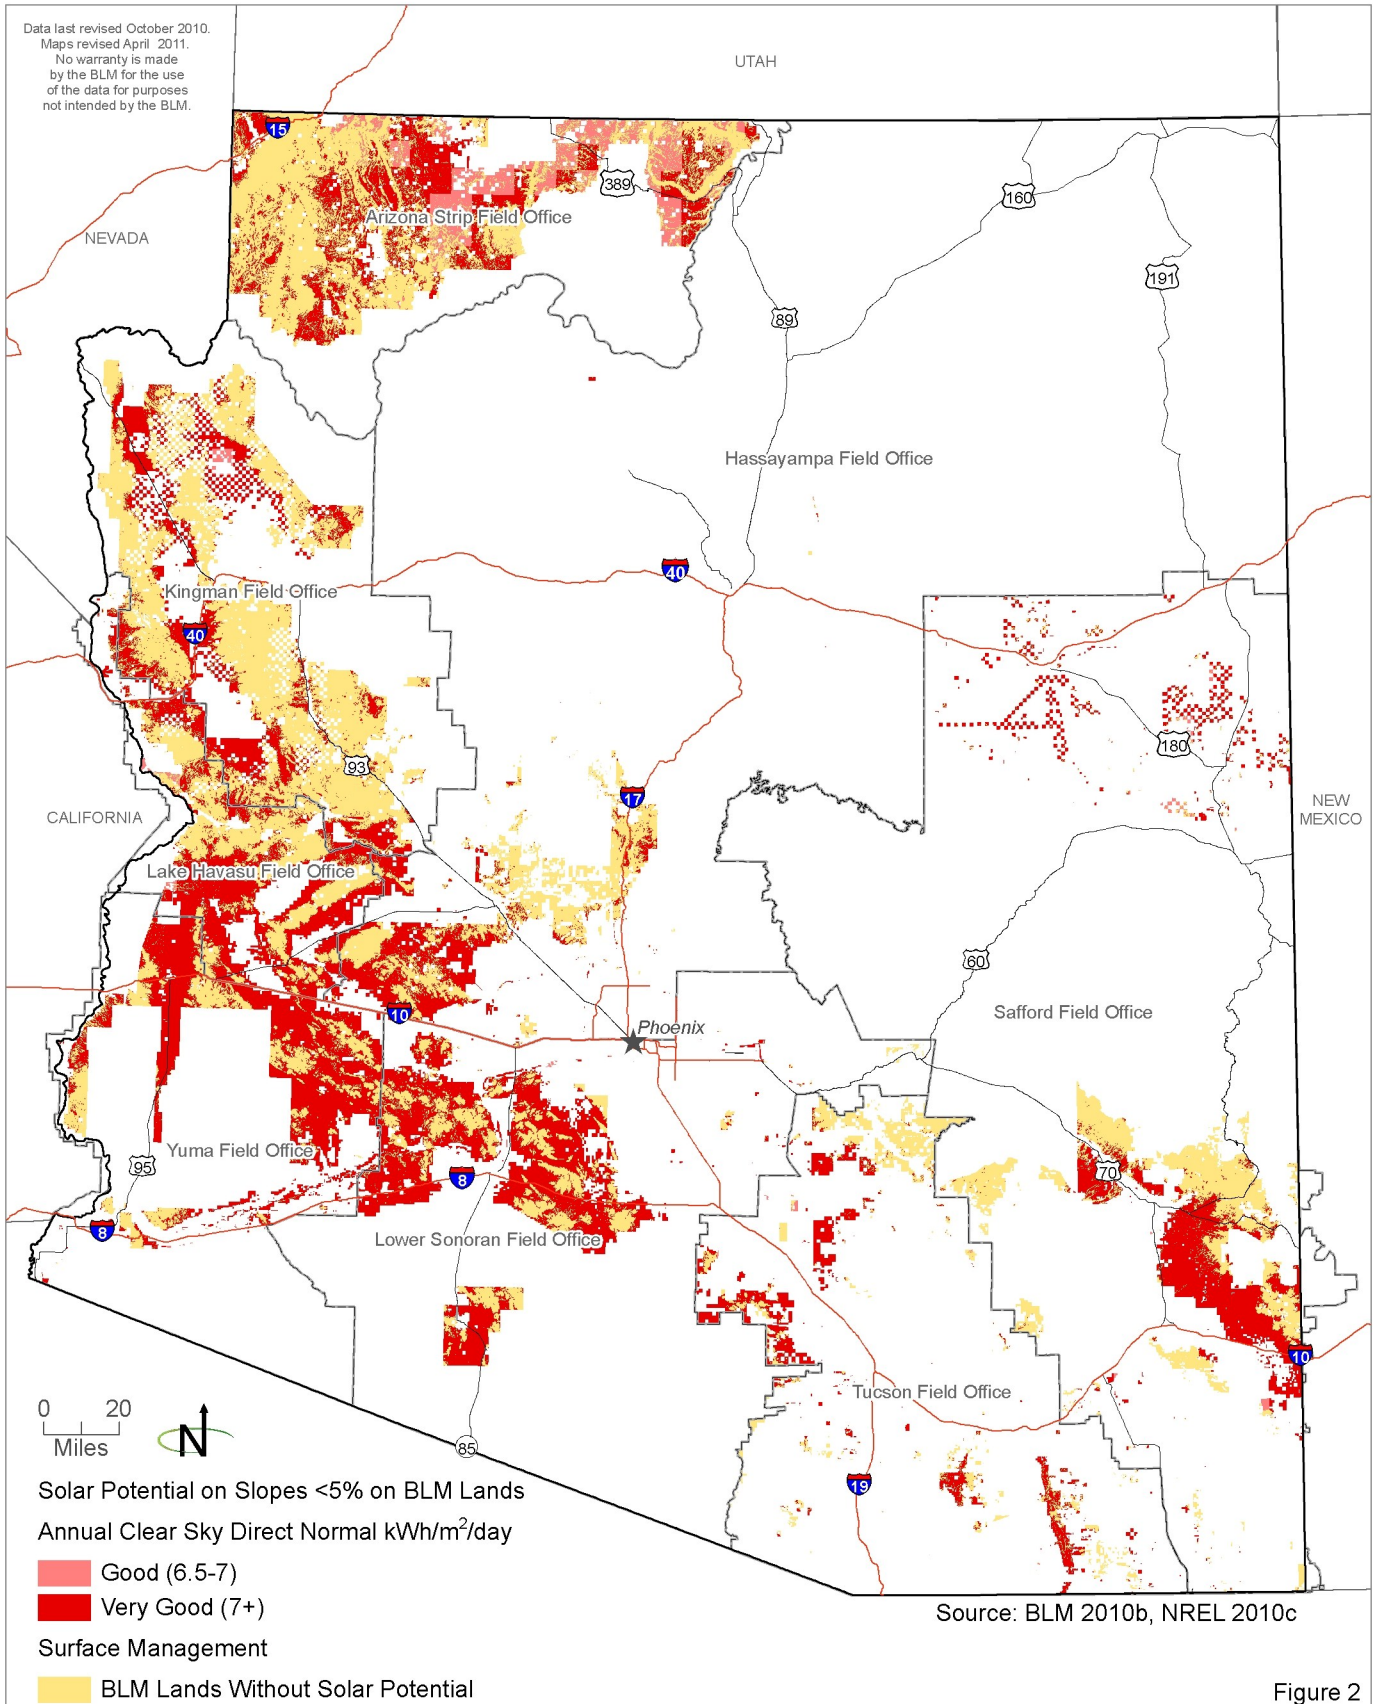 Data last revised October 2010.
Maps revised April 2011.
No warranty is made
by the BLM for the use
of the data for purposes
not intended by the BLM.
UTAH
15
389
160
Arizona Strip Field Office
NEVADA
191
89
Hassayampa Field Office
40
Kingman Field Office
40
180
93
17
CALIFORNIA
NEW
MEXICO
Lake Havasu Field Office
60
10
Safford Field Office
Phoenix
Yuma Field Office
95
8
70
8
Lower Sonoran Field Office
10
Tucson Field Office
0 20
Miles
N
85
19
Solar Potential on Slopes <5% on BLM Lands
Annual Clear Sky Direct Normal kWh/m²/day
Good (6.5-7)
Very Good (7+)
Source: BLM 2010b, NREL 2010c
Surface Management
BLM Lands Without Solar Potential
Figure 2